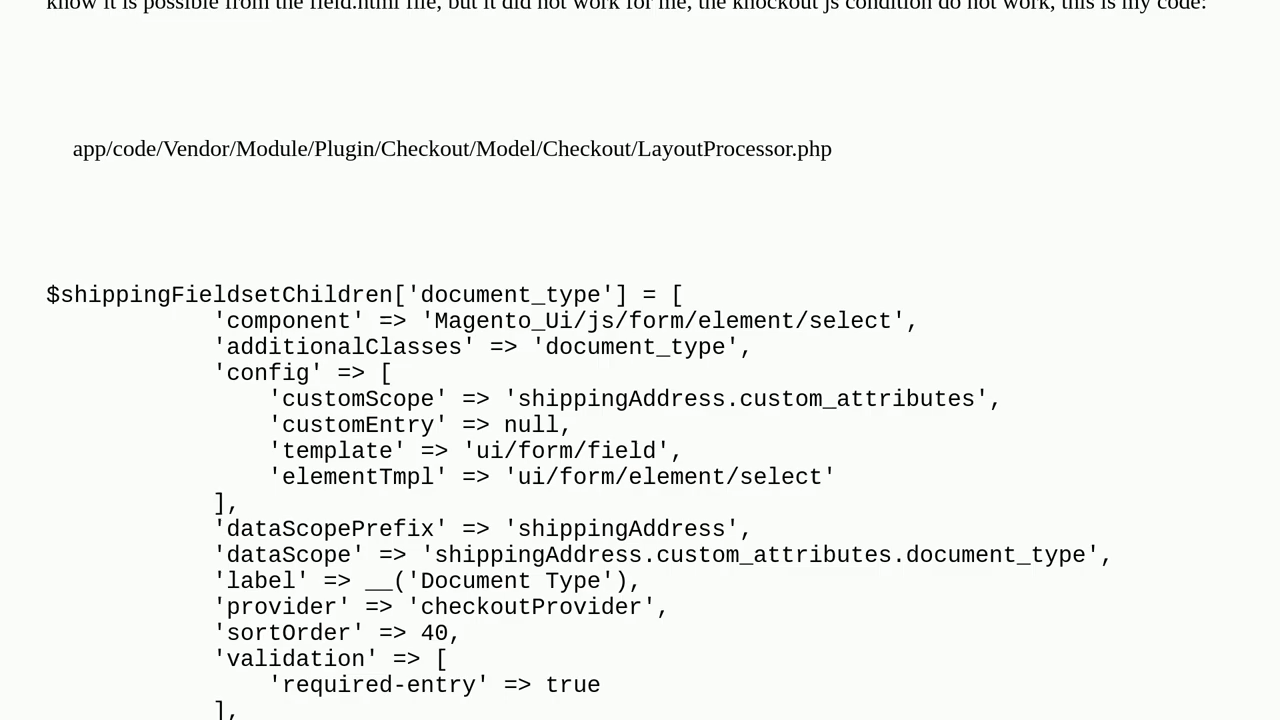 know it is possible from the field.html file, but it did not work for me, the knockout js condition do not work, this is my code:
app/code/Vendor/Module/Plugin/Checkout/Model/Checkout/LayoutProcessor.php
$shippingFieldsetChildren['document_type'] = [
            'component' => 'Magento_Ui/js/form/element/select',
            'additionalClasses' => 'document_type',
            'config' => [
                'customScope' => 'shippingAddress.custom_attributes',
                'customEntry' => null,
                'template' => 'ui/form/field',
                'elementTmpl' => 'ui/form/element/select'
            ],
            'dataScopePrefix' => 'shippingAddress',
            'dataScope' => 'shippingAddress.custom_attributes.document_type',
            'label' => __('Document Type'),
            'provider' => 'checkoutProvider',
            'sortOrder' => 40,
            'validation' => [
                'required-entry' => true
            ],